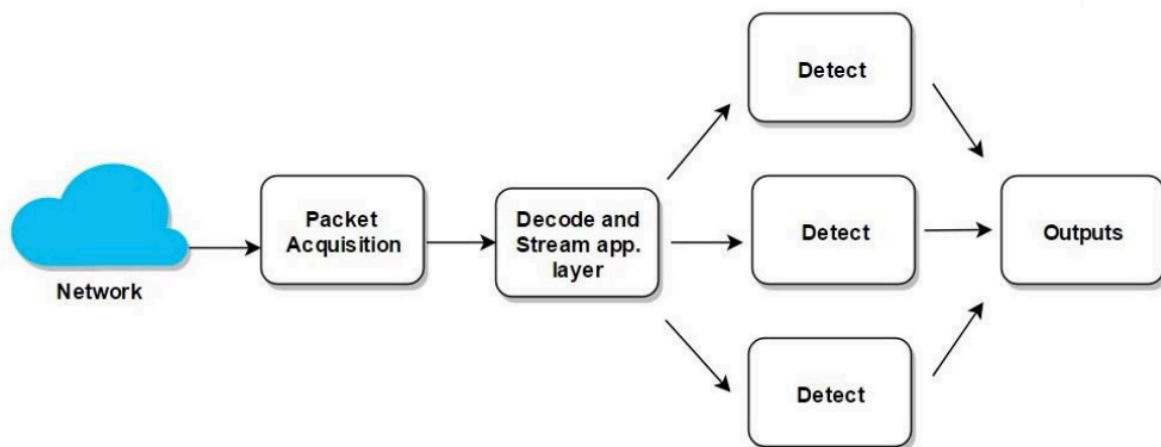 Detect
Packet
Acquisition
Decode and
Stream app.
layer
Detect
Outputs
Network
Detect